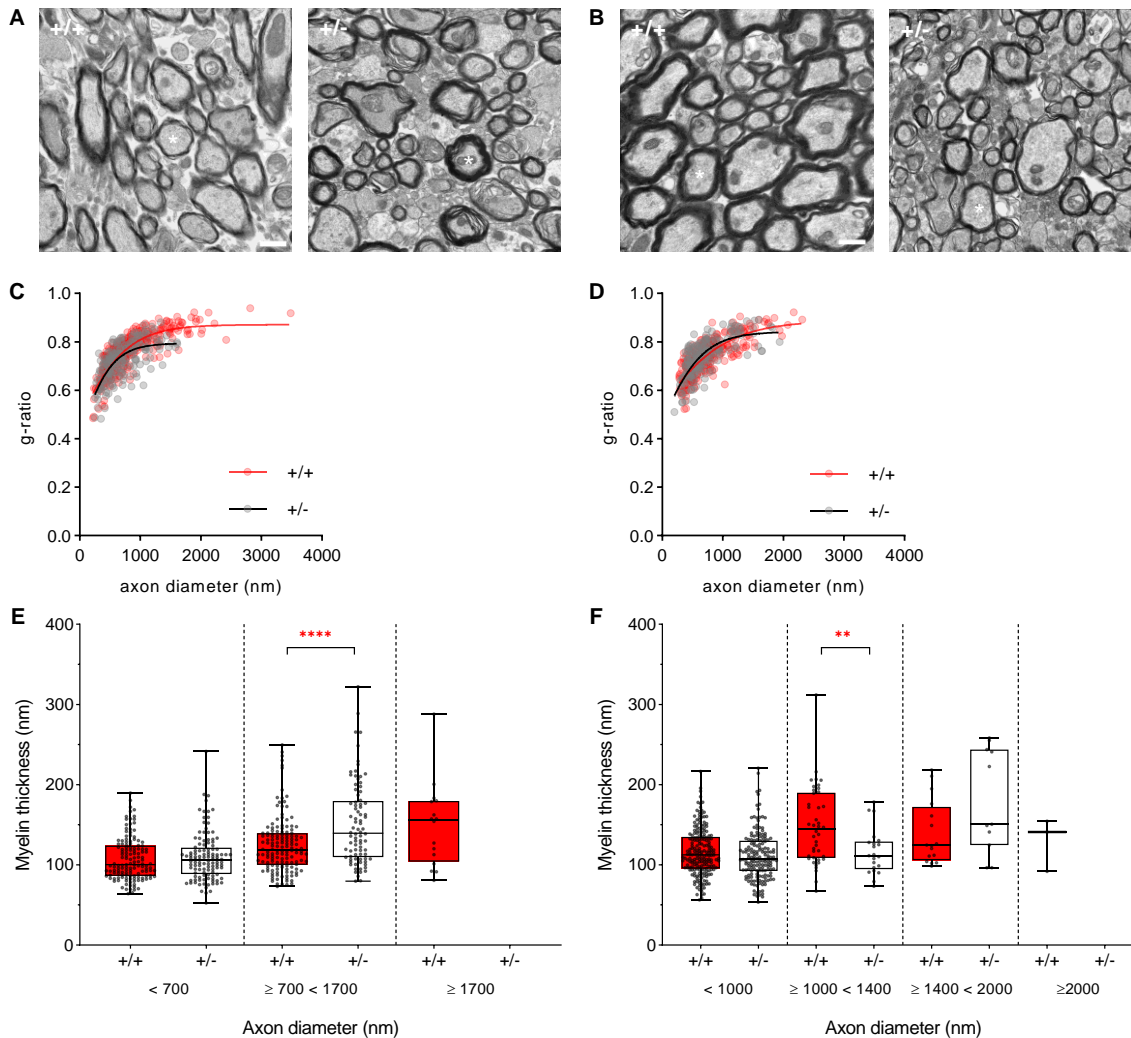 A
+/+
*
+/-
*
B
+/+
*
+/-
*
C
1.0
0.8
0.6
0.4
0.2
0.0
g-ratio
+/+
+/-
0 1000 2000 3000 4000
axon diameter (nm)
D
1.0
0.8
0.6
0.4
0.2
0.0
g-ratio
+/+
+/-
0 1000 2000 3000 4000
axon diameter (nm)
E
400
300
200
100
0
Myelin thickness (nm)
****
+/+ +/- +/+ +/- +/+ +/-
< 700 ≥ 700 < 1700 ≥ 1700
Axon diameter (nm)
F
400
300
200
100
0
Myelin thickness (nm)
**
+/+ +/- +/+ +/- +/+ +/- +/+ +/-
< 1000 ≥ 1000 < 1400 ≥ 1400 < 2000 ≥2000
Axon diameter (nm)